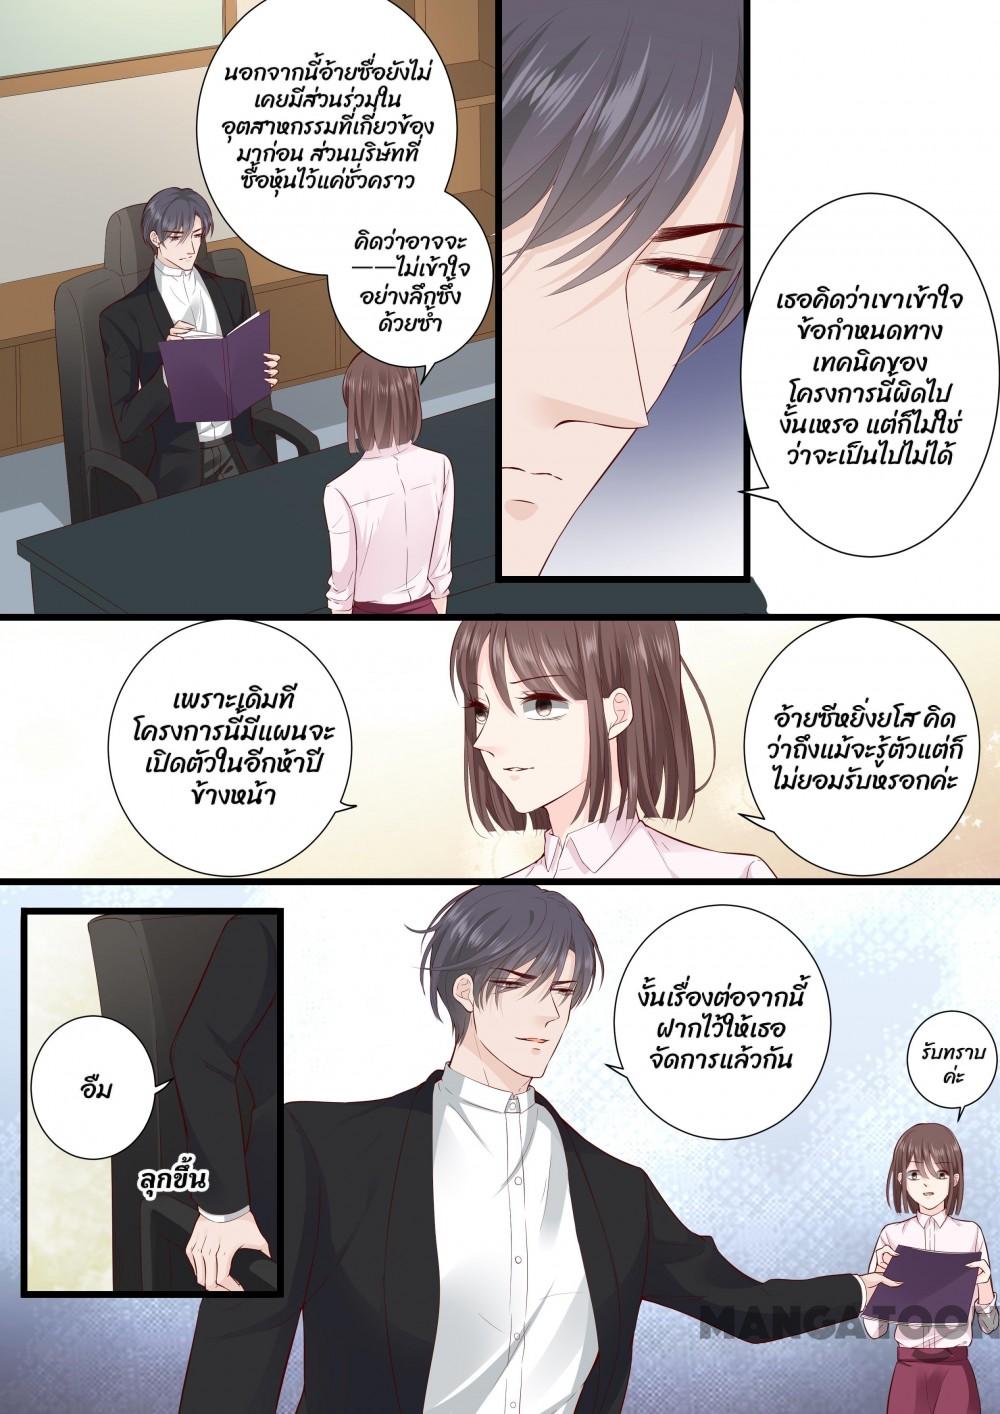 นอกจากนี้อ้ายซื่อยังไม่
เคยมีส่วนร่วมใน
อุตสาหกรรมที่เกี่ยวข้อง
มาก่อน ส่วนบริษัทที่
ซื้อหุ้นไว้แค่ชั่วคราว
คิดว่าอาจจะ
——ไม่เข้าใจ
อย่างลึกซึ้ง
ด้วยซ้ำ
เธอคิดว่าเขาเข้าใจ
ข้อกำหนดทาง
เทคนิคของ
โครงการนี้ผิดไป
งั้นเหรอ แต่ก็ไม่ใช่
ว่าจะเป็นไปไม่ได้
เพราะเดิมที
โครงการนี้มีแผนจะ
เปิดตัวในอีกห้าปี
ข้างหน้า
อ้ายซีหยิ่งยโส คิด
ว่าถึงแม้จะรู้ตัวแต่ก็
ไม่ยอมรับหรอกค่ะ
อืม
ลุกขึ้น
งั้นเรื่องต่อจากนี้
ฝากไว้ให้เธอ
จัดการแล้วกัน
รับทราบ
ค่ะ
MANGATOON